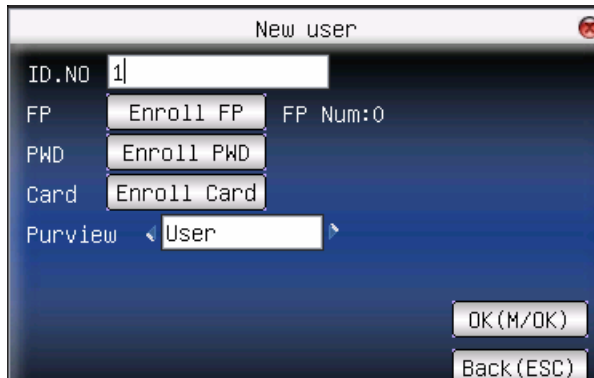 New user
ID.NO 1
FP Enroll FP FP Num:0
PWD Enroll PWD
Card Enroll Card
Purview User
OK(M/OK)
Back(ESC)